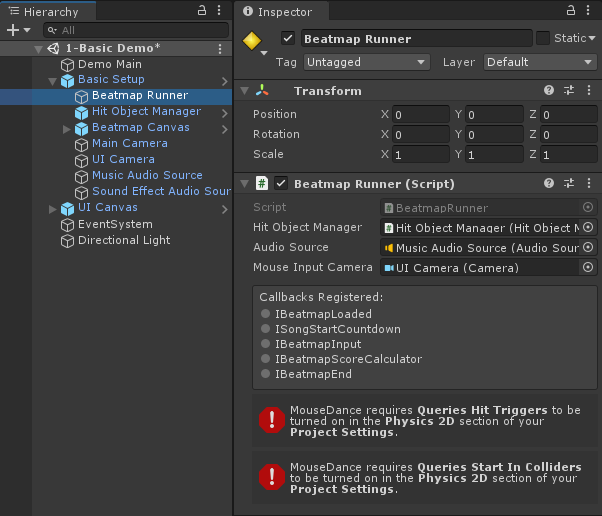 Hierarchy
All
1-Basic Demo*
Demo Main
Basic Setup
Beatmap Runner
Hit Object Manager
Beatmap Canvas
Main Camera
UI Camera
Music Audio Source
Sound Effect Audio Sour
UI Canvas
EventSystem
Directional Light
Inspector
Beatmap Runner
Static
Tag Untagged Layer Default
Transform
Position X 0 Y 0 Z 0
Rotation X 0 Y 0 Z 0
Scale X 1 Y 1 Z 1
# Beatmap Runner (Script)
Script # BeatmapRunner
Hit Object Manager # Hit Object Manager (Hit Object M
Audio Source Music Audio Source (Audio Sour
Mouse Input Camera UI Camera (Camera)
Callbacks Registered:
IBeatmapLoaded
ISongStartCountdown
IBeatmapInput
IBeatmapScoreCalculator
IBeatmapEnd
MouseDance requires Queries Hit Triggers to be
turned on in the Physics 2D section of your
Project Settings.
MouseDance requires Queries Start In Colliders
to be turned on in the Physics 2D section of your
Project Settings.